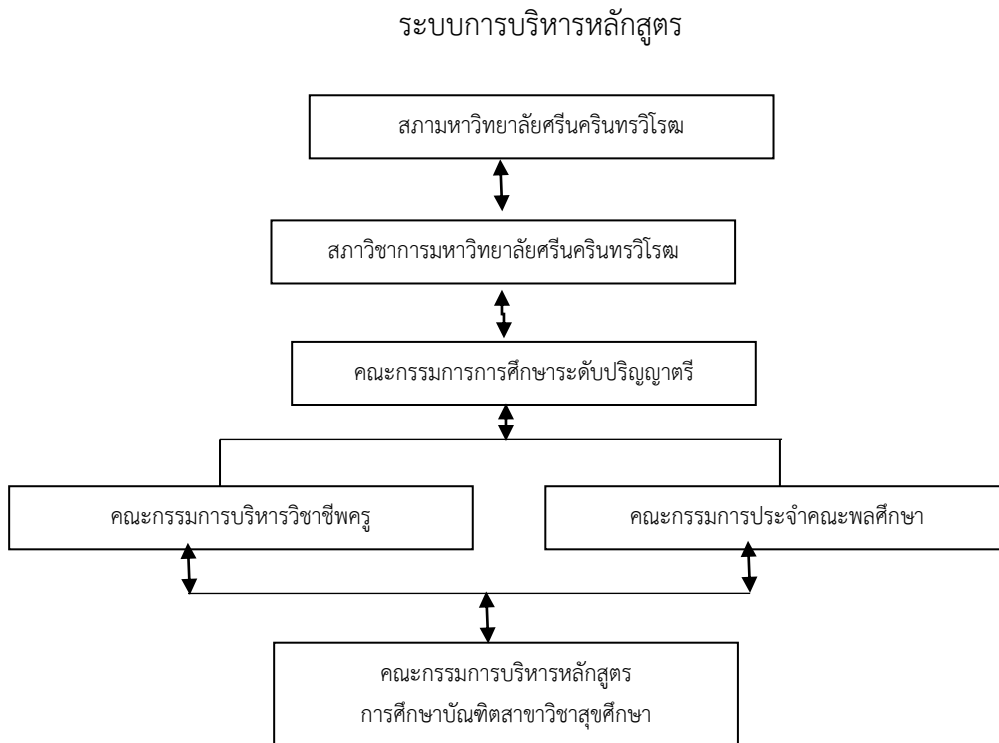 ระบบการบริหารหลักสูตร
สภามหาวิทยาลัยศรีนครินทรวิโรฒ
สภาวิชาการมหาวิทยาลัยศรีนครินทรวิโรฒ
คณะกรรมการการศึกษาระดับปริญญาตรี
คณะกรรมการบริหารวิชาชีพครู
คณะกรรมการประจำคณะพลศึกษา
คณะกรรมการบริหารหลักสูตร
การศึกษาบัณฑิตสาขาวิชาสุขศึกษา